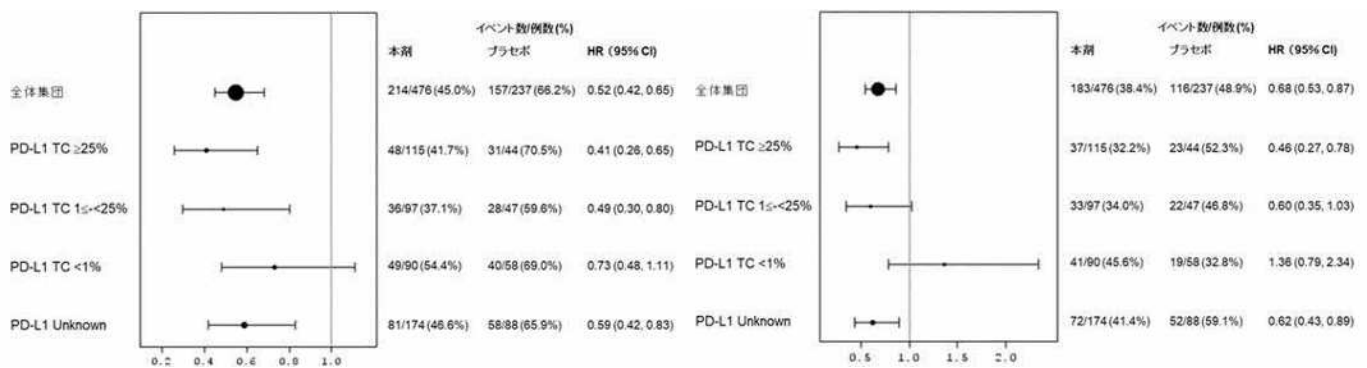 イベント数/例数(%)
本剤 プラセボ HR (95% CI)
全体集団 214/476 (45.0%) 157/237 (66.2%) 0.52 (0.42, 0.65)
PD-L1 TC ≥25% 48/115 (41.7%) 31/44 (70.5%) 0.41 (0.26, 0.65)
PD-L1 TC 1≤-<25% 36/97 (37.1%) 28/47 (59.6%) 0.49 (0.30, 0.80)
PD-L1 TC <1% 49/90 (54.4%) 40/58 (69.0%) 0.73 (0.48, 1.11)
PD-L1 Unknown 81/174 (46.6%) 58/88 (65.9%) 0.59 (0.42, 0.83)
0.2 0.4 0.6 0.8 1.0
イベント数/例数(%)
本剤 プラセボ HR (95% CI)
全体集団 183/476 (38.4%) 116/237 (48.9%) 0.68 (0.53, 0.87)
PD-L1 TC ≥25% 37/115 (32.2%) 23/44 (52.3%) 0.46 (0.27, 0.78)
PD-L1 TC 1≤-<25% 33/97 (34.0%) 22/47 (46.8%) 0.60 (0.35, 1.03)
PD-L1 TC <1% 41/90 (45.6%) 19/58 (32.8%) 1.36 (0.79, 2.34)
PD-L1 Unknown 72/174 (41.4%) 52/88 (59.1%) 0.62 (0.43, 0.89)
0.5 1.0 1.5 2.0